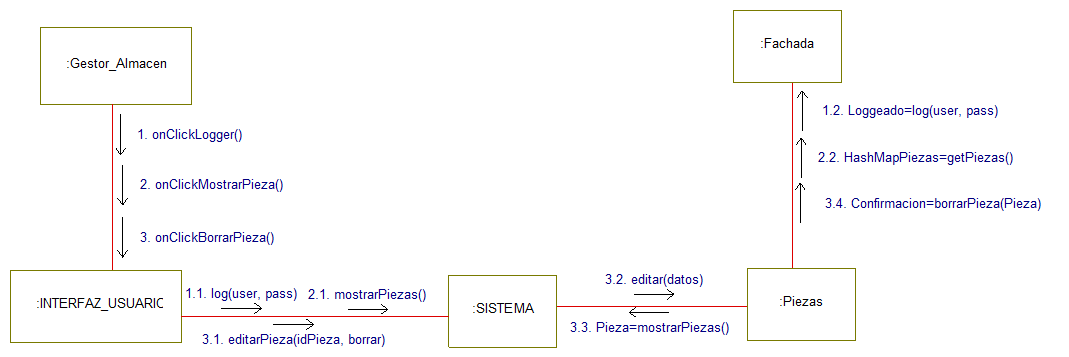 :Gestor_Almacen
:Fachada
1. onClickLogger()
2. onClickMostrarPieza()
3. onClickBorrarPieza()
1.2. Loggeado=log(user, pass)
2.2. HashMapPiezas=getPiezas()
3.4. Confirmacion=borrarPieza(Pieza)
:INTERFAZ_USUARIO
1.1. log(user, pass)
2.1. mostrarPiezas()
3.1. editarPieza(idPieza, borrar)
:SISTEMA
3.2. editar(datos)
3.3. Pieza=mostrarPiezas()
:Piezas